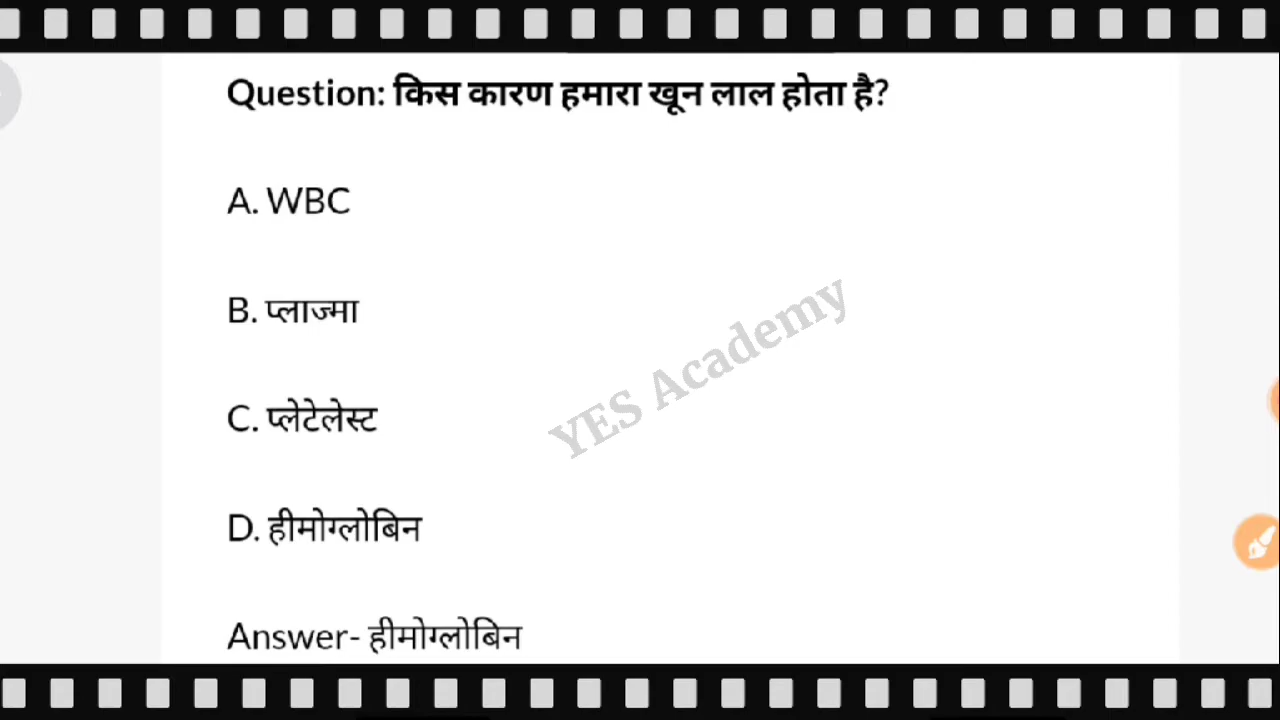 Question: किस कारण हमारा खून लाल होता है?
A. WBC
B. प्लाज्मा
C. प्लेटेलेस्ट
D. हीमोग्लोबिन
Answer- हीमोग्लोबिन
YES Academy